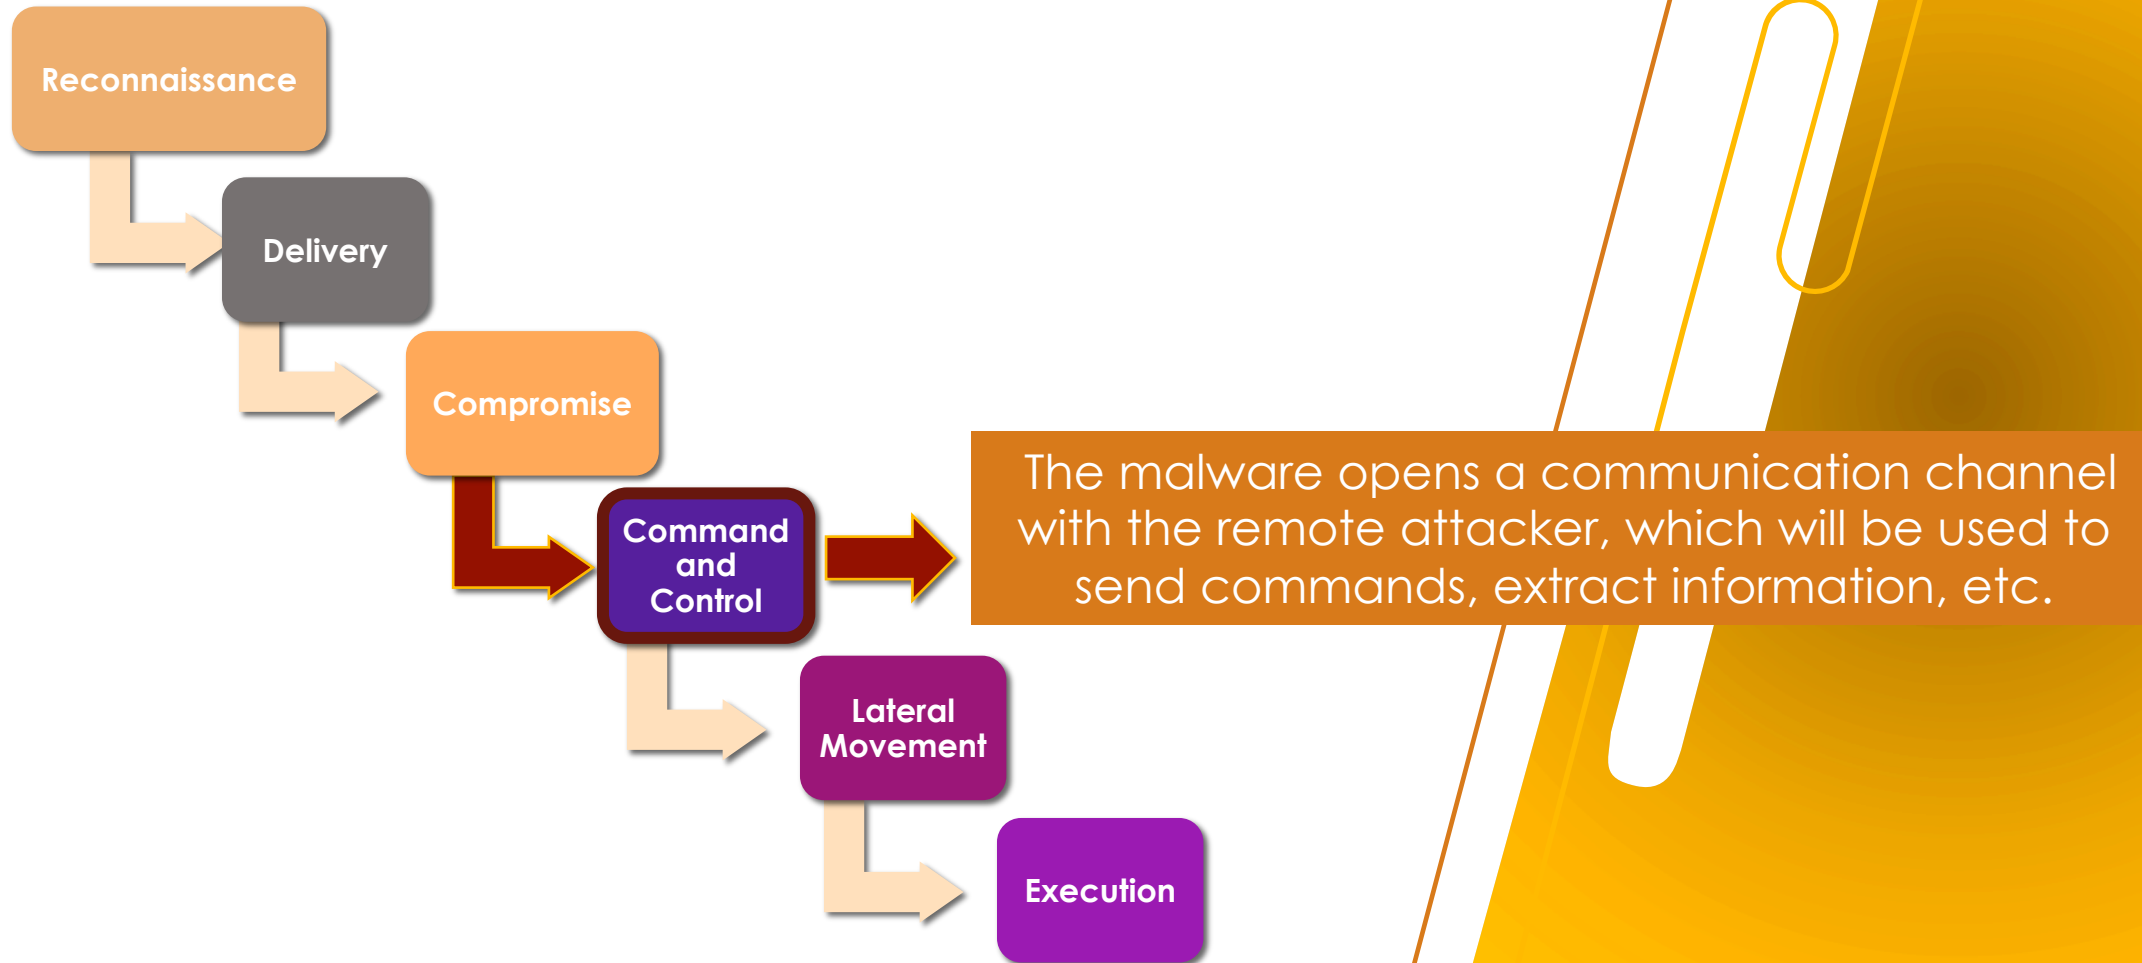 Reconnaissance
Delivery
Compromise
Command
and
Control
The malware opens a communication channel
with the remote attacker, which will be used to
send commands, extract information, etc.
Lateral
Movement
Execution